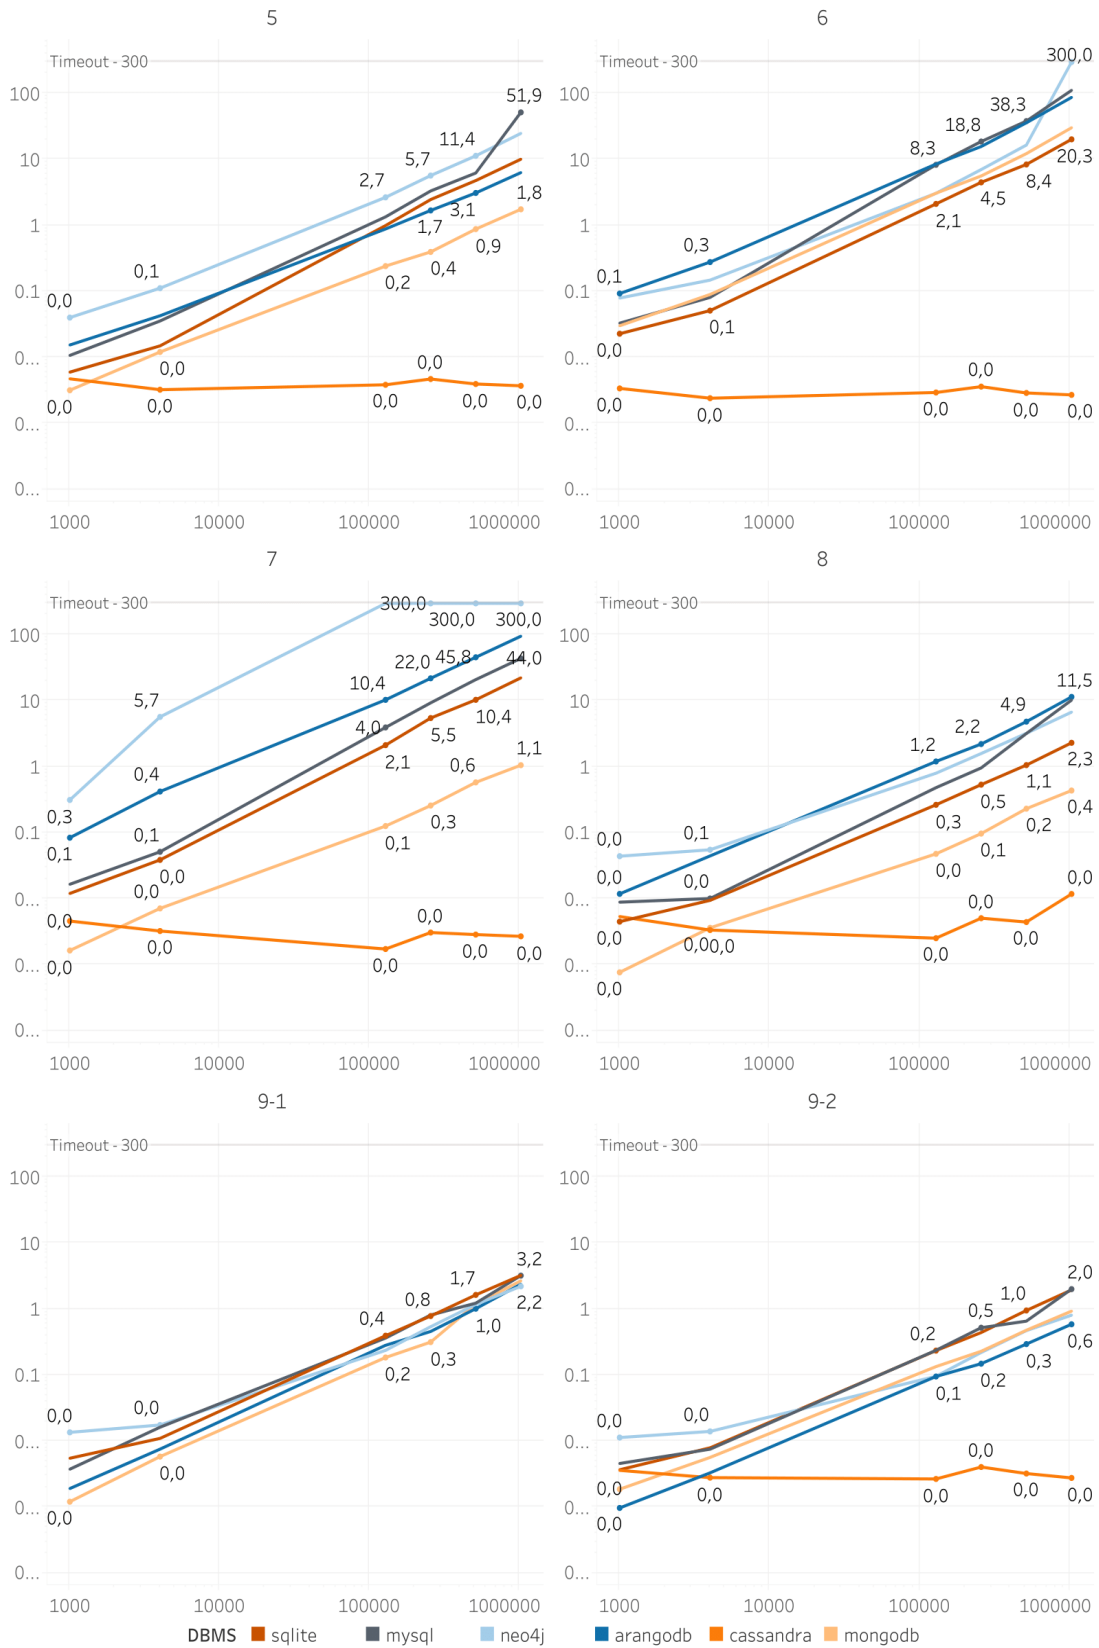 5 6
Timeout - 300 Timeout - 300
100 51,9 100 300,0
11,4 38,3
5,7 18,8
10 2,7 8,3 10
20,3
1,8 8,4
3,1 4,5
1 1,7 2,1 1
0,9
0,1 0,4 0,3
0,2
0.1 0,0 0,1 0.1
0,1
0... 0,0 0,0 0,0 0,0 0...
0,0 0,0 0,0 0,0 0,0 0,0 0,0 0,0 0,0 0,0
0... 0...
0... 0...
1000 10000 100000 1000000 1000 10000 100000 1000000
7 8
Timeout - 300 Timeout - 300
300,0 300,0 300,0
100 100
22,0 45,8 44,0
5,7 10,4 11,5
10 4,0 10,4 4,9 10
5,5 2,2
0,4 2,1 0,6 1,1 1,2 2,3
1 1,1 1
0,3 0,3 0,5 0,4
0,1 0,1 0,3 0,2
0.1 0,1 0,0 0,1 0.1
0,1
0,0 0,0 0,0 0,0 0,0 0,0
0... 0,0 0,0 0,0 0,0 0...
0,0 0,0 0,0 0,0 0,0 0,0 0,0 0,0 0,0
0... 0,0 0...
0... 0...
1000 10000 100000 1000000 1000 10000 100000 1000000
9-1 9-2
Timeout - 300 Timeout - 300
100 100
10 10
3,2 2,0
1,7 1,0
0,8 0,5
1 0,4 2,2 0,2 1
1,0 0,6
0,3 0,3
0.1 0,2 0,2 0.1
0,1
0,0 0,0 0,0 0,0
0... 0...
0,0 0,0
0,0 0,0 0,0 0,0 0,0 0,0
0... 0,0 0...
0... 0...
1000 10000 100000 1000000 1000 10000 100000 1000000
DBMS sqlite mysql neo4j arangodb cassandra mongodb